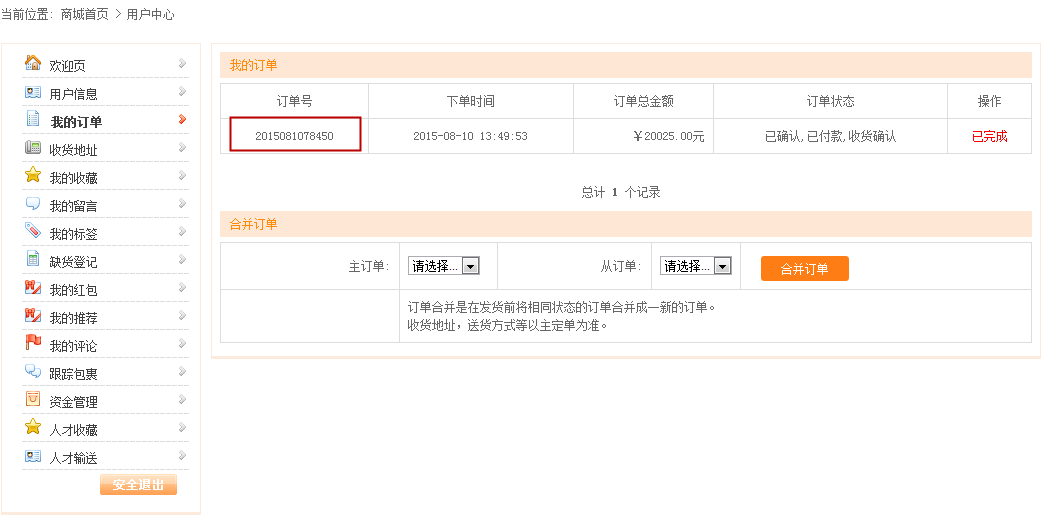 当前位置: 商城首页 > 用户中心
欢迎页
用户信息
我的订单
收货地址
我的收藏
我的留言
我的标签
缺货登记
我的红包
我的推荐
我的评论
跟踪包裹
资金管理
人才收藏
人才输送
安全退出
我的订单
订单号 下单时间 订单总金额 订单状态 操作
2015081078450 2015-08-10 13:49:53 ￥20025.00元 已确认,已付款,收货确认 已完成
总计 1 个记录
合并订单
主订单: 请选择... 从订单: 请选择... 合并订单
订单合并是在发货前将相同状态的订单合并成一新的订单。
收货地址，送货方式等以主定单为准。